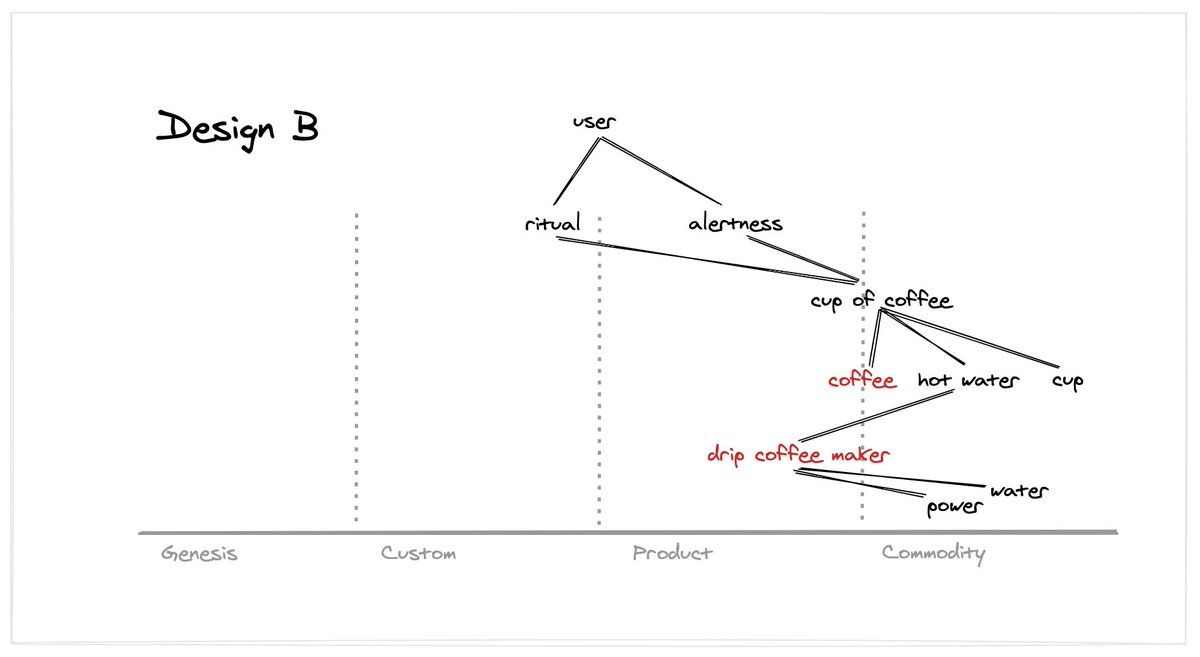 Design B
user
ritual
alertness
cup of coffee
coffee
hot water
cup
drip coffee maker
water
power
Genesis
Custom
Product
Commodity